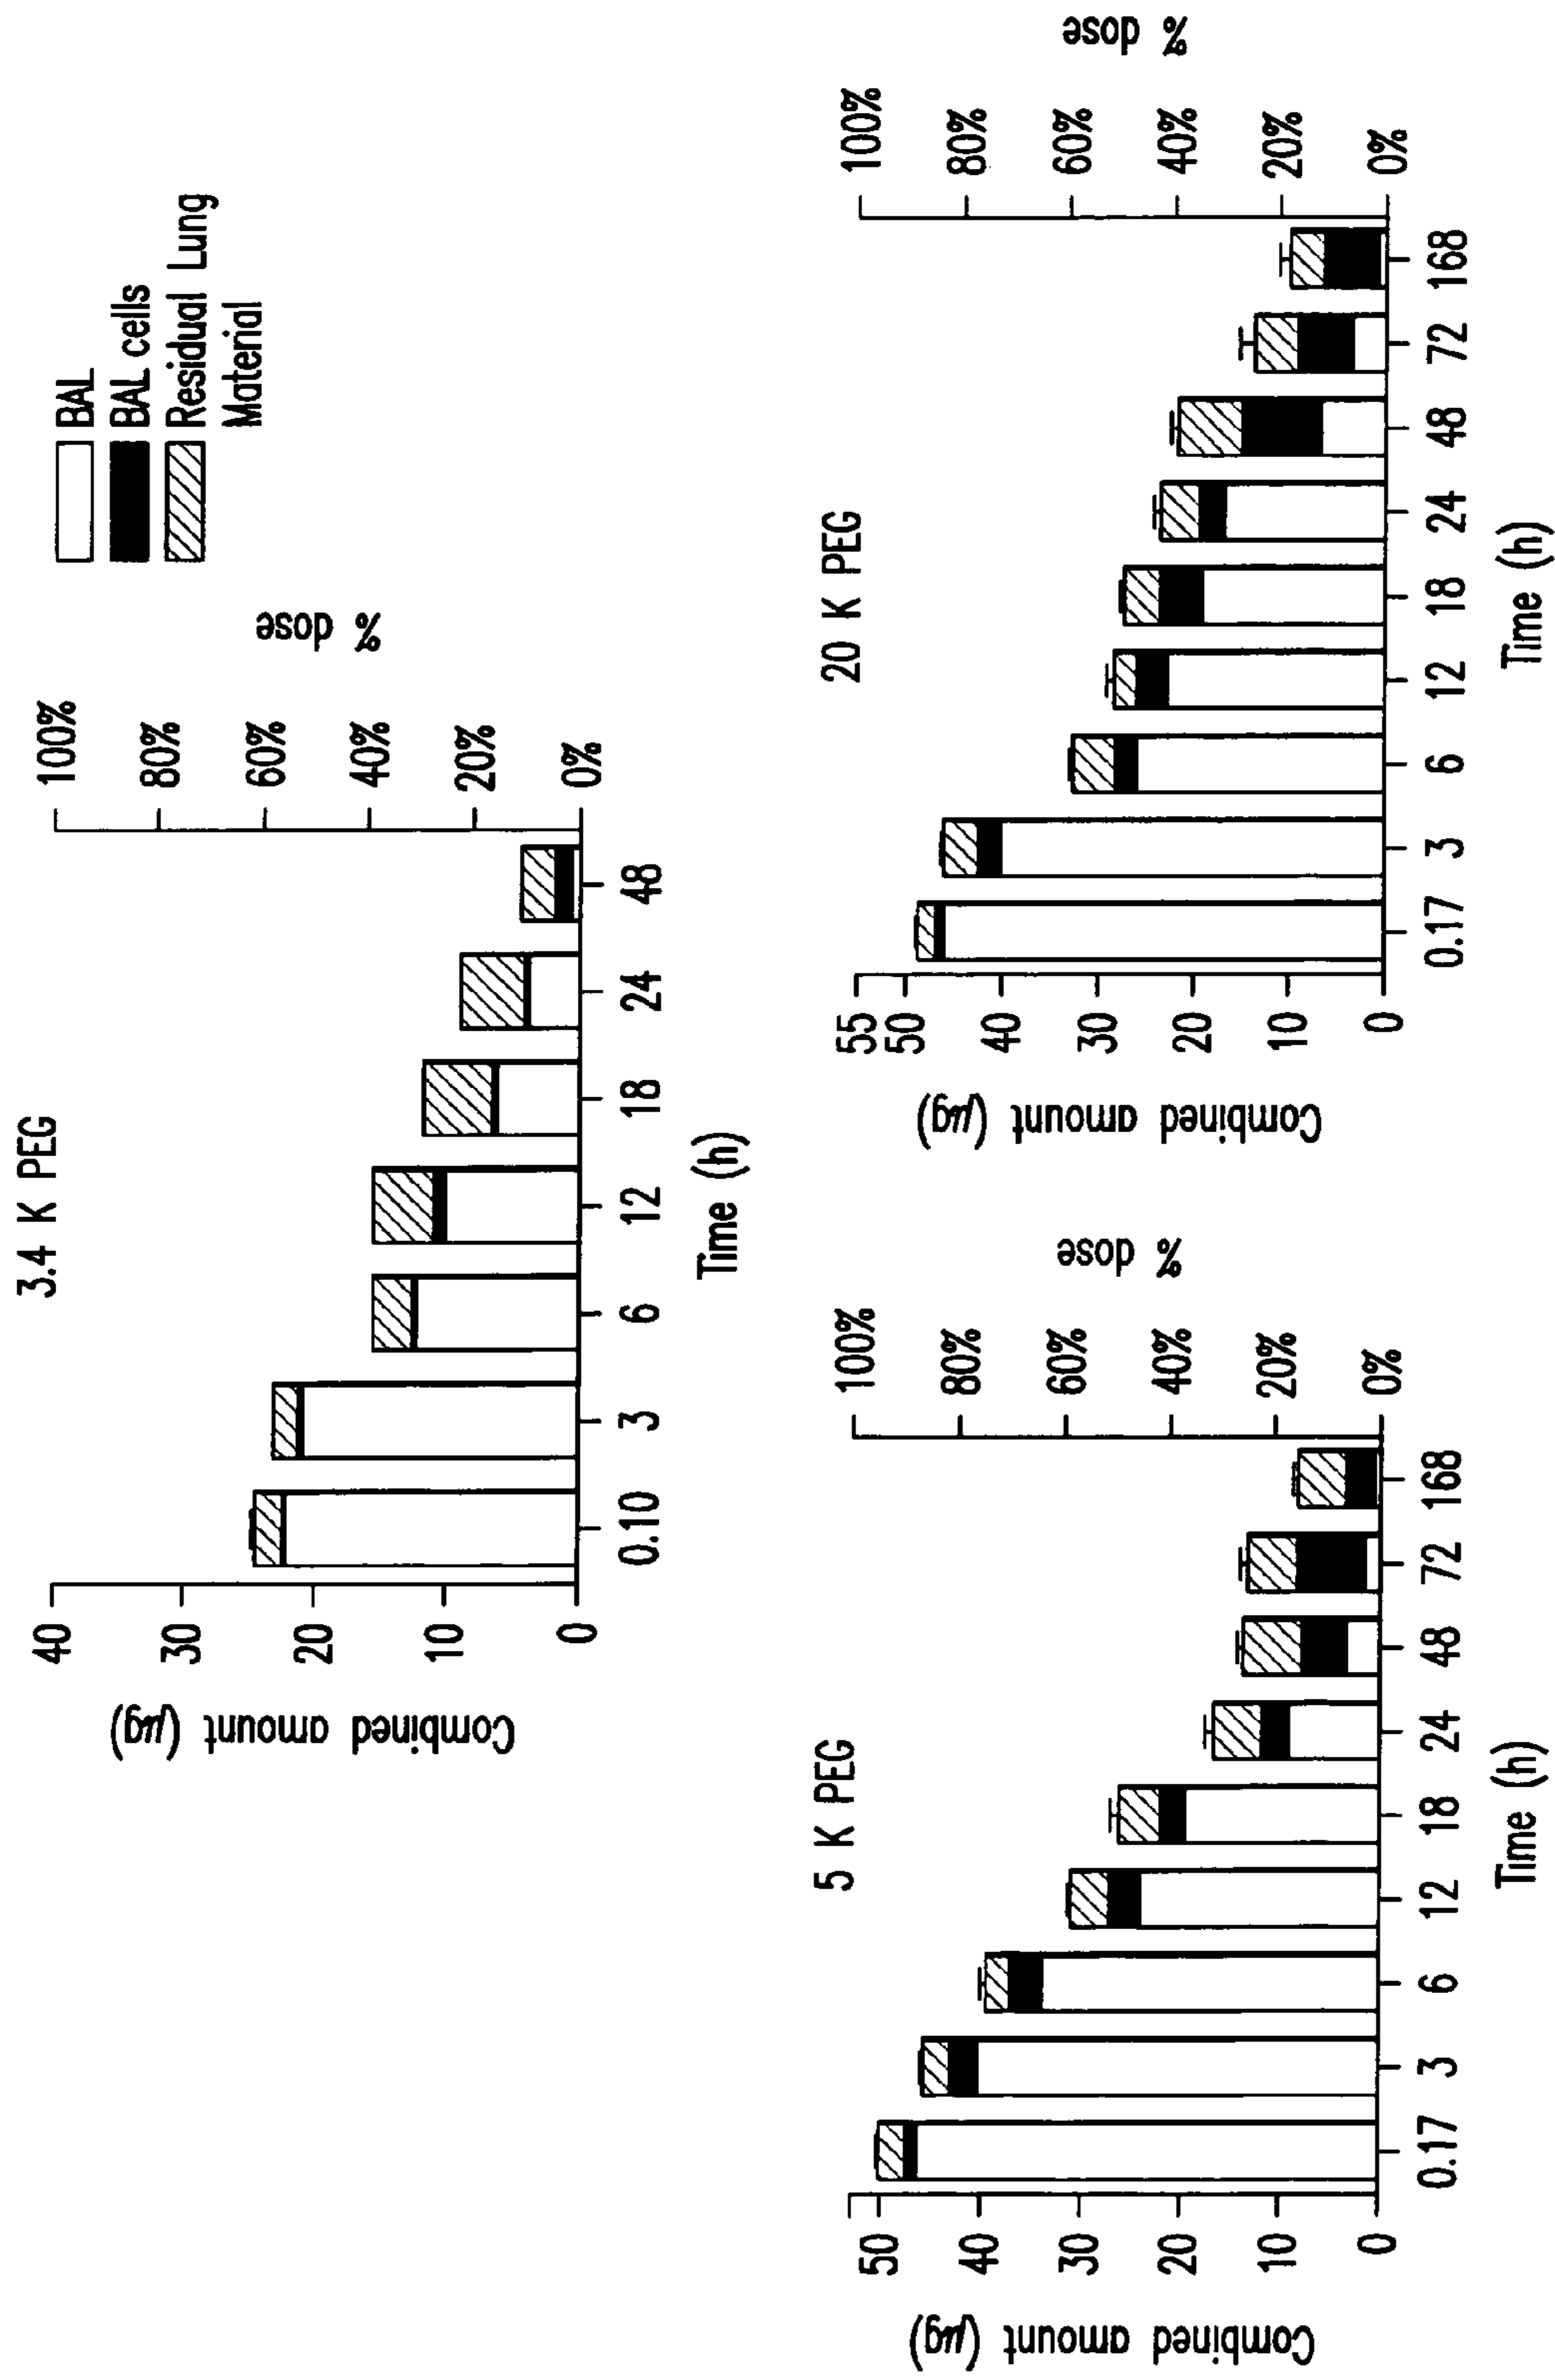 3.4 K PEG
BAL
BAL cells
Residual Lung
Material
Combined amount (µg)
40
30
20
10
0
100%
80%
60%
40%
20%
0%
% dose
0.10 3 6 12 18 24 48
Time (h)
5 K PEG
Combined amount (µg)
50
40
30
20
10
0
100%
80%
60%
40%
20%
0%
% dose
0.17 3 6 12 18 24 48 72 168
Time (h)
20 K PEG
Combined amount (µg)
55
50
40
30
20
10
0
100%
80%
60%
40%
20%
0%
% dose
0.17 3 6 12 18 24 48 72 168
Time (h)